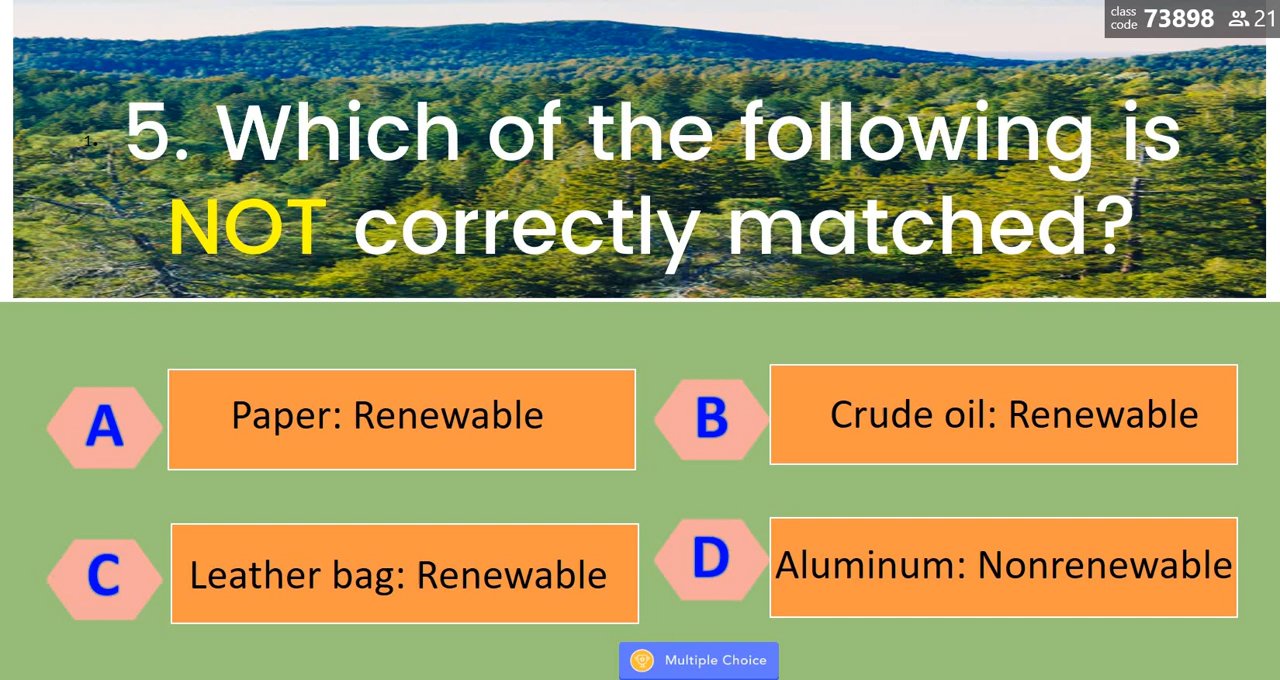 class
code 73898 21
1. 5. Which of the following is
NOT correctly matched?
A Paper: Renewable
B Crude oil: Renewable
C Leather bag: Renewable
D Aluminum: Nonrenewable
Multiple Choice